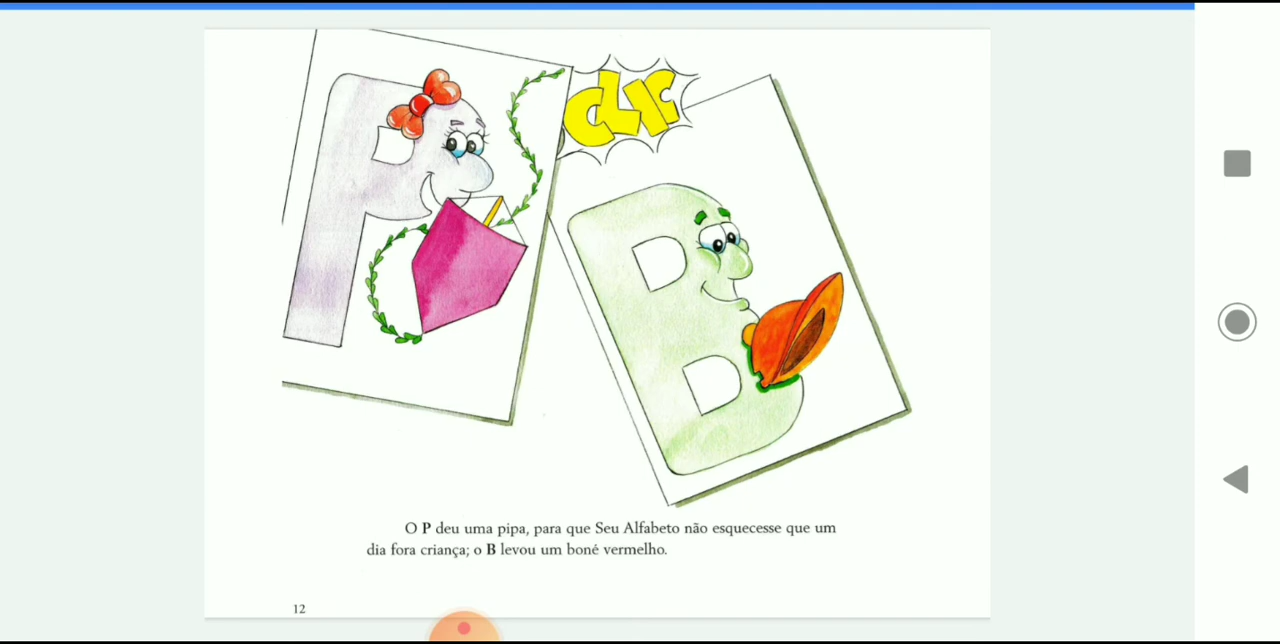 CLIC
P
B
O P deu uma pipa, para que Seu Alfabeto não esquecesse que um
dia fora criança; o B levou um boné vermelho.
12